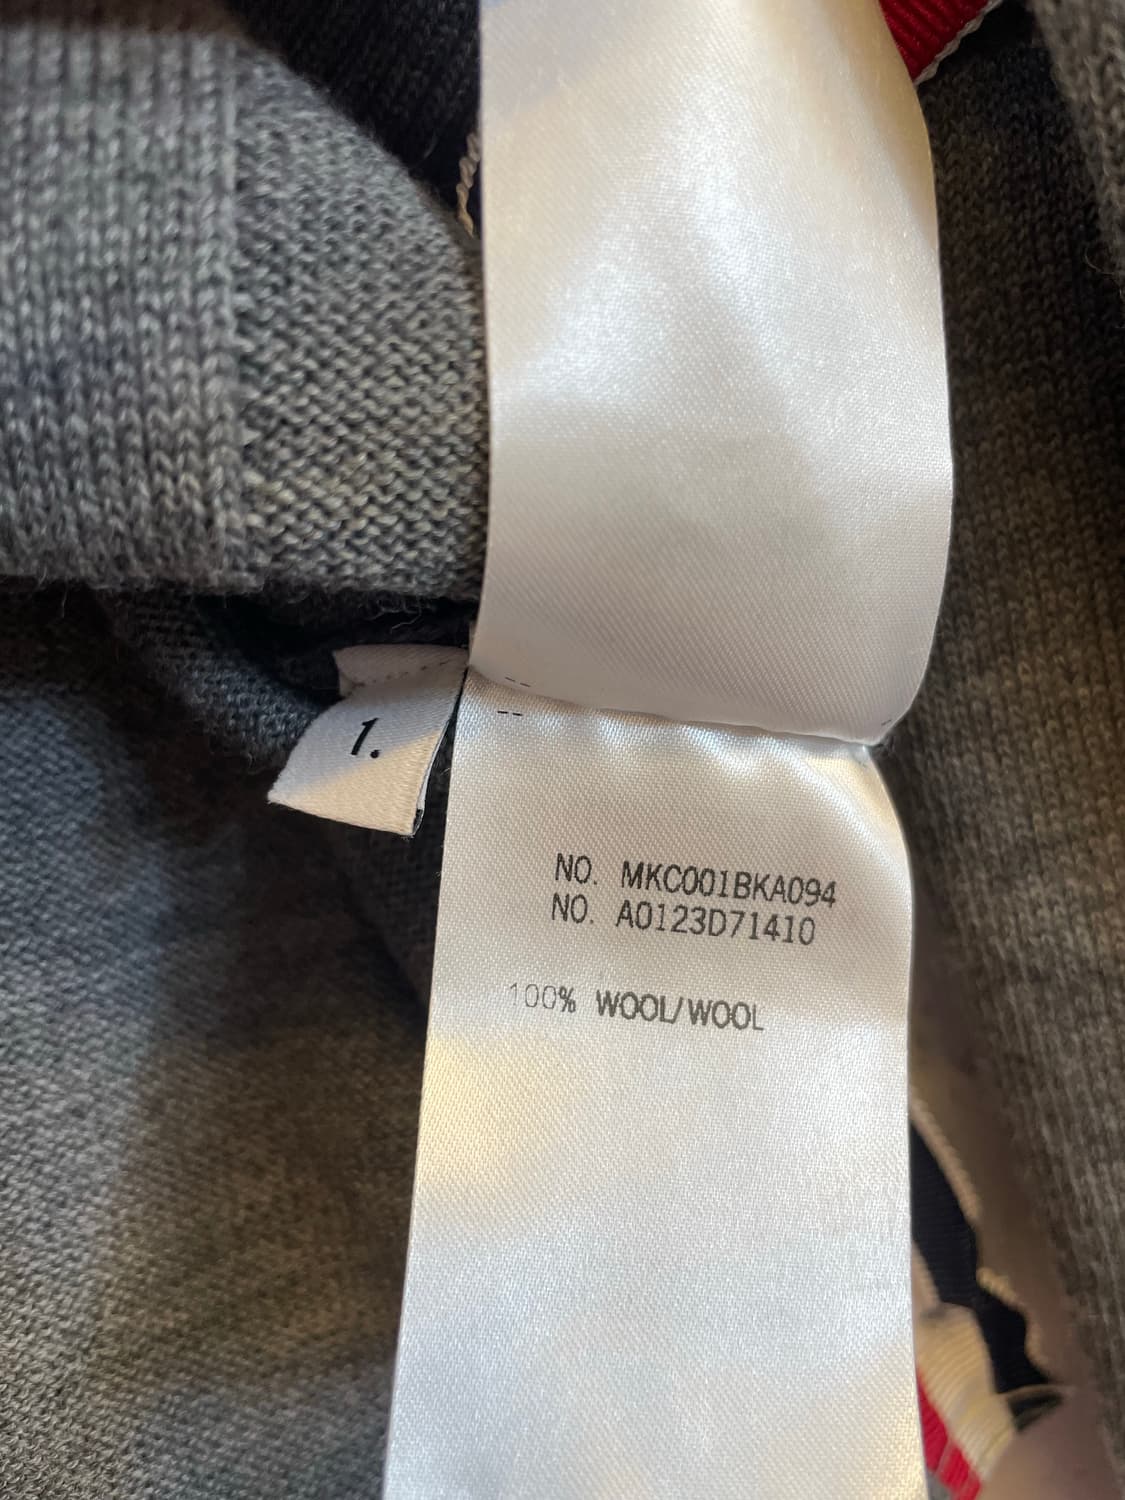 1.
NO. MKC001BKA094
NO. A0123D71410
100% WOOL/WOOL